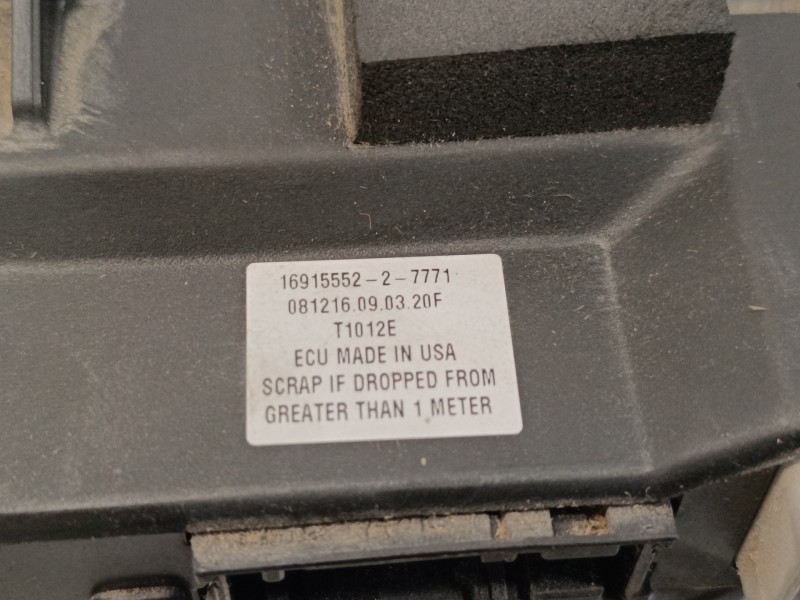 16915552-2-7771
081216.09.03.20F
T1012E
ECU MADE IN USA
SCRAP IF DROPPED FROM
GREATER THAN 1 METER